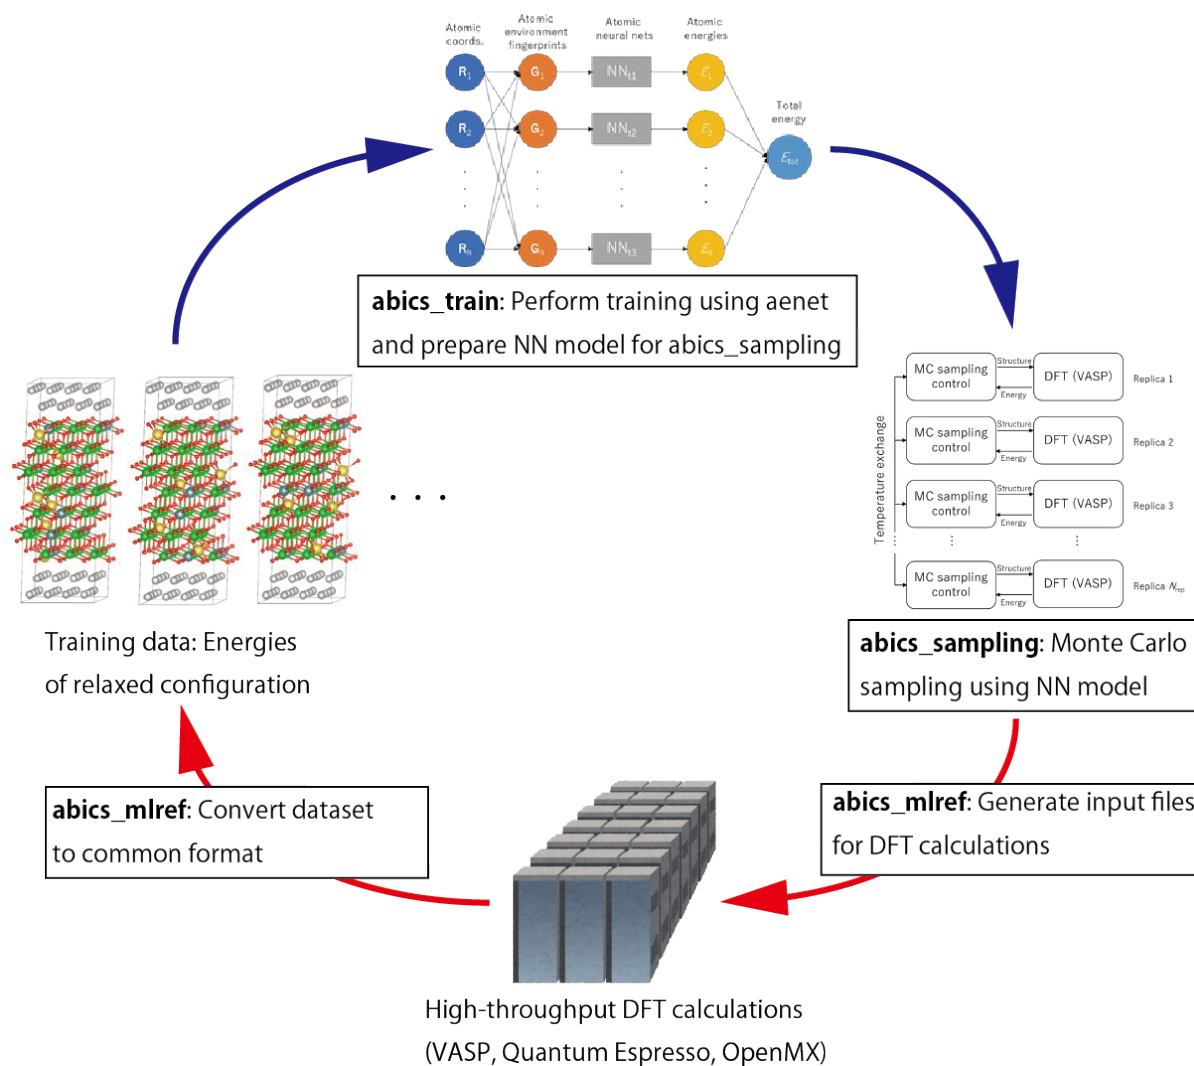 Atomic
coords.
Atomic
environment
fingerprints
Atomic
neural nets
Atomic
energies
R1
G1
NNt1
E1
R2
G2
NNt2
E2
Total
energy
Etot
RN
GN
NNt3
EN
abics_train: Perform training using aenet
and prepare NN model for abics_sampling
Temperature exchange
MC sampling
control
Structure
Energy
DFT (VASP)
Replica 1
MC sampling
control
Structure
Energy
DFT (VASP)
Replica 2
MC sampling
control
Structure
Energy
DFT (VASP)
Replica 3
MC sampling
control
Structure
Energy
DFT (VASP)
Replica Nrep
Training data: Energies
of relaxed configuration
abics_sampling: Monte Carlo
sampling using NN model
abics_mlref: Convert dataset
to common format
abics_mlref: Generate input files
for DFT calculations
High-throughput DFT calculations
(VASP, Quantum Espresso, OpenMX)